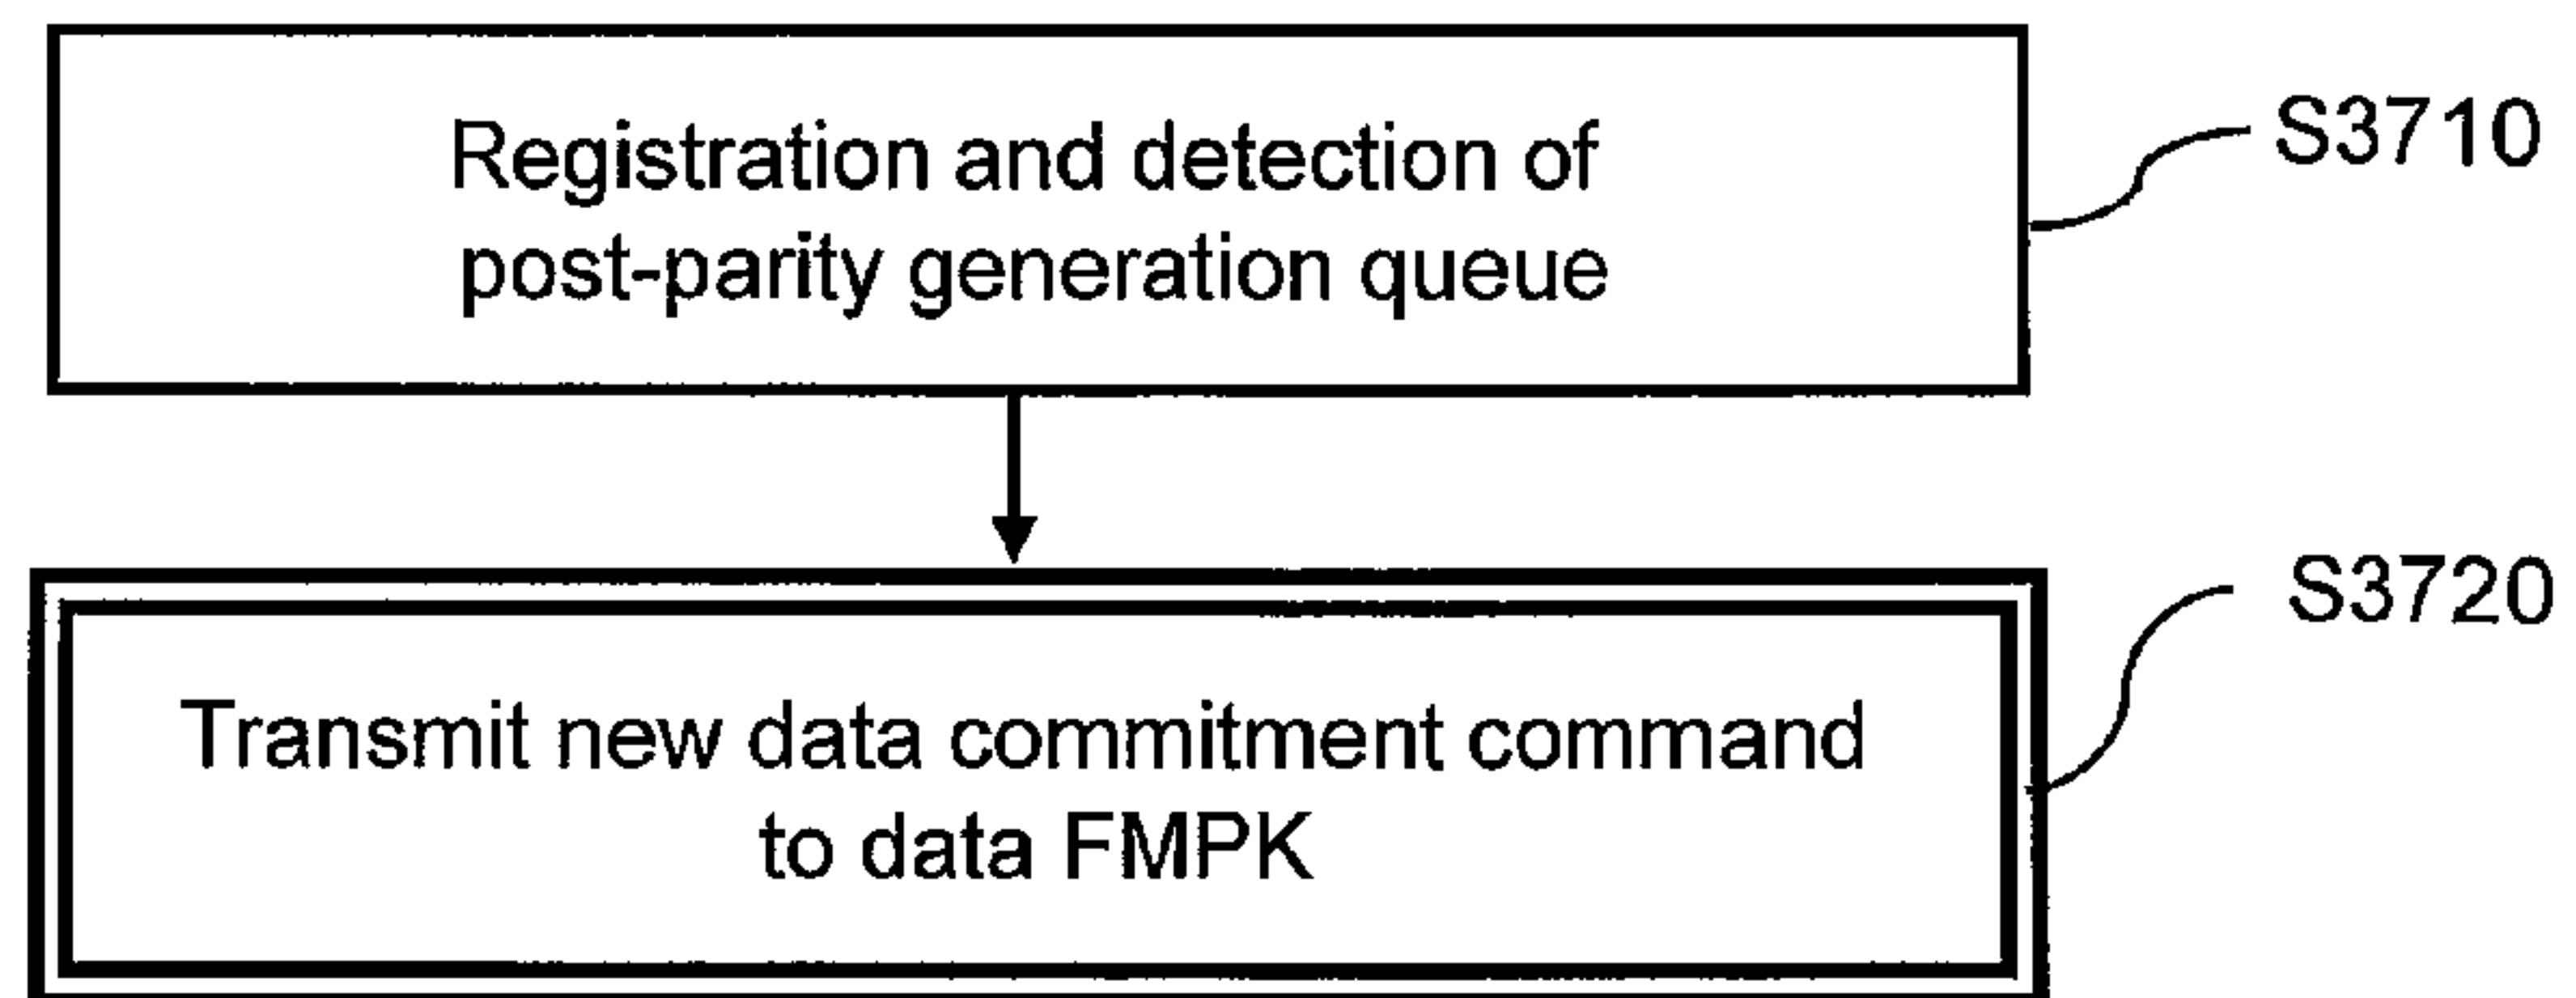 Registration and detection of
post-parity generation queue
S3710
Transmit new data commitment command
to data FMPK
S3720